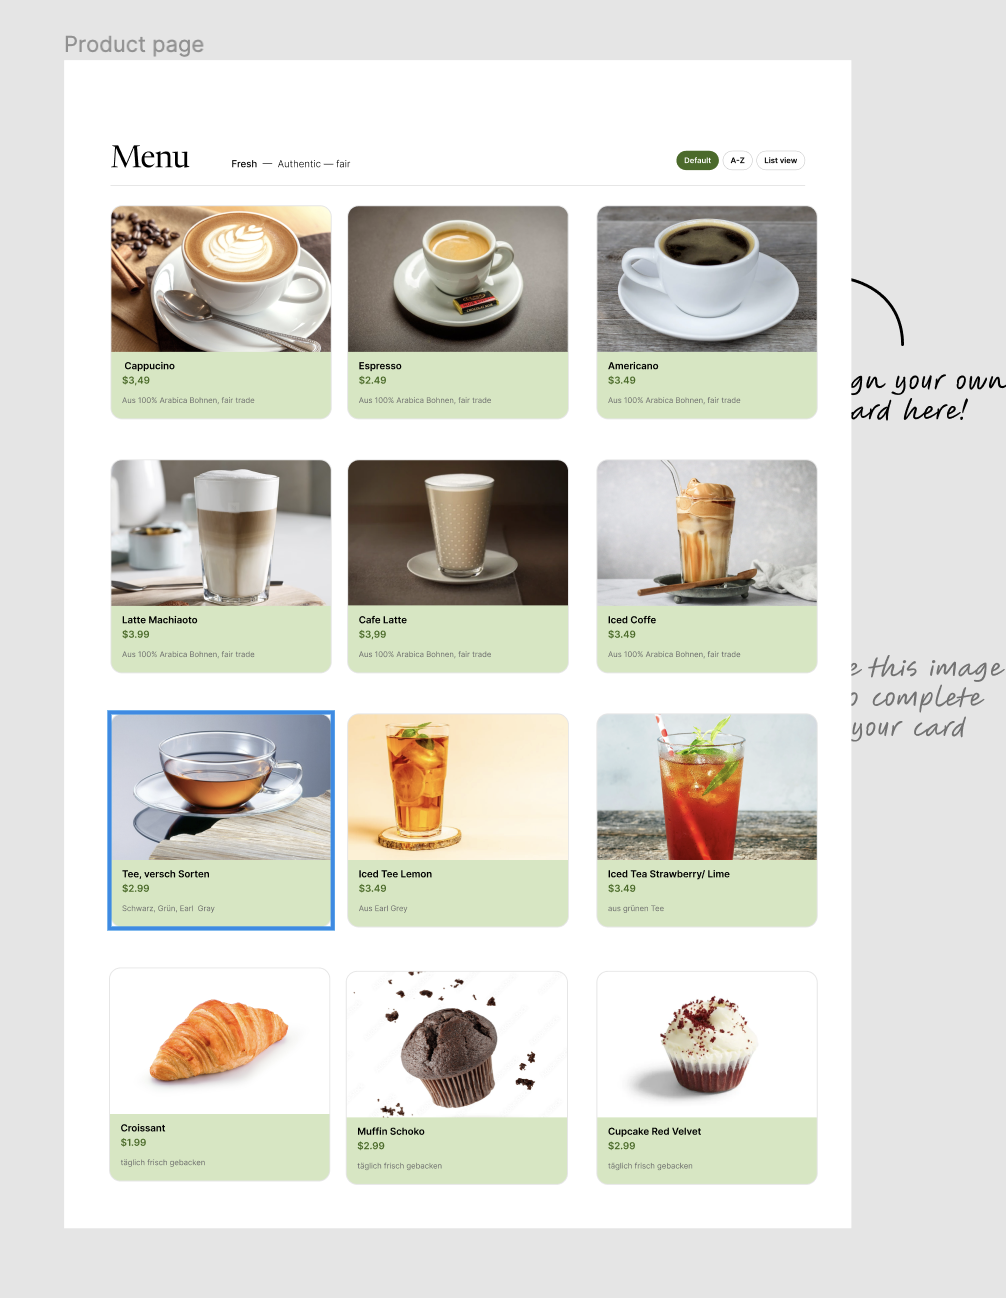 Product page
Menu
Fresh — Authentic — fair
Default
A-Z
List view
Cappucino
$3,49
Aus 100% Arabica Bohnen, fair trade
Espresso
$2.49
Aus 100% Arabica Bohnen, fair trade
Americano
$3.49
Aus 100% Arabica Bohnen, fair trade
gn your own
ard here!
Latte Machiaoto
$3.99
Aus 100% Arabica Bohnen, fair trade
Cafe Latte
$3,99
Aus 100% Arabica Bohnen, fair trade
Iced Coffe
$3.49
Aus 100% Arabica Bohnen, fair trade
e this image
o complete
your card
Tee, versch Sorten
$2.99
Schwarz, Grün, Earl Gray
Iced Tee Lemon
$3.49
Aus Earl Grey
Iced Tea Strawberry/ Lime
$3.49
aus grünen Tee
Croissant
$1.99
täglich frisch gebacken
Muffin Schoko
$2.99
täglich frisch gebacken
Cupcake Red Velvet
$2.99
täglich frisch gebacken